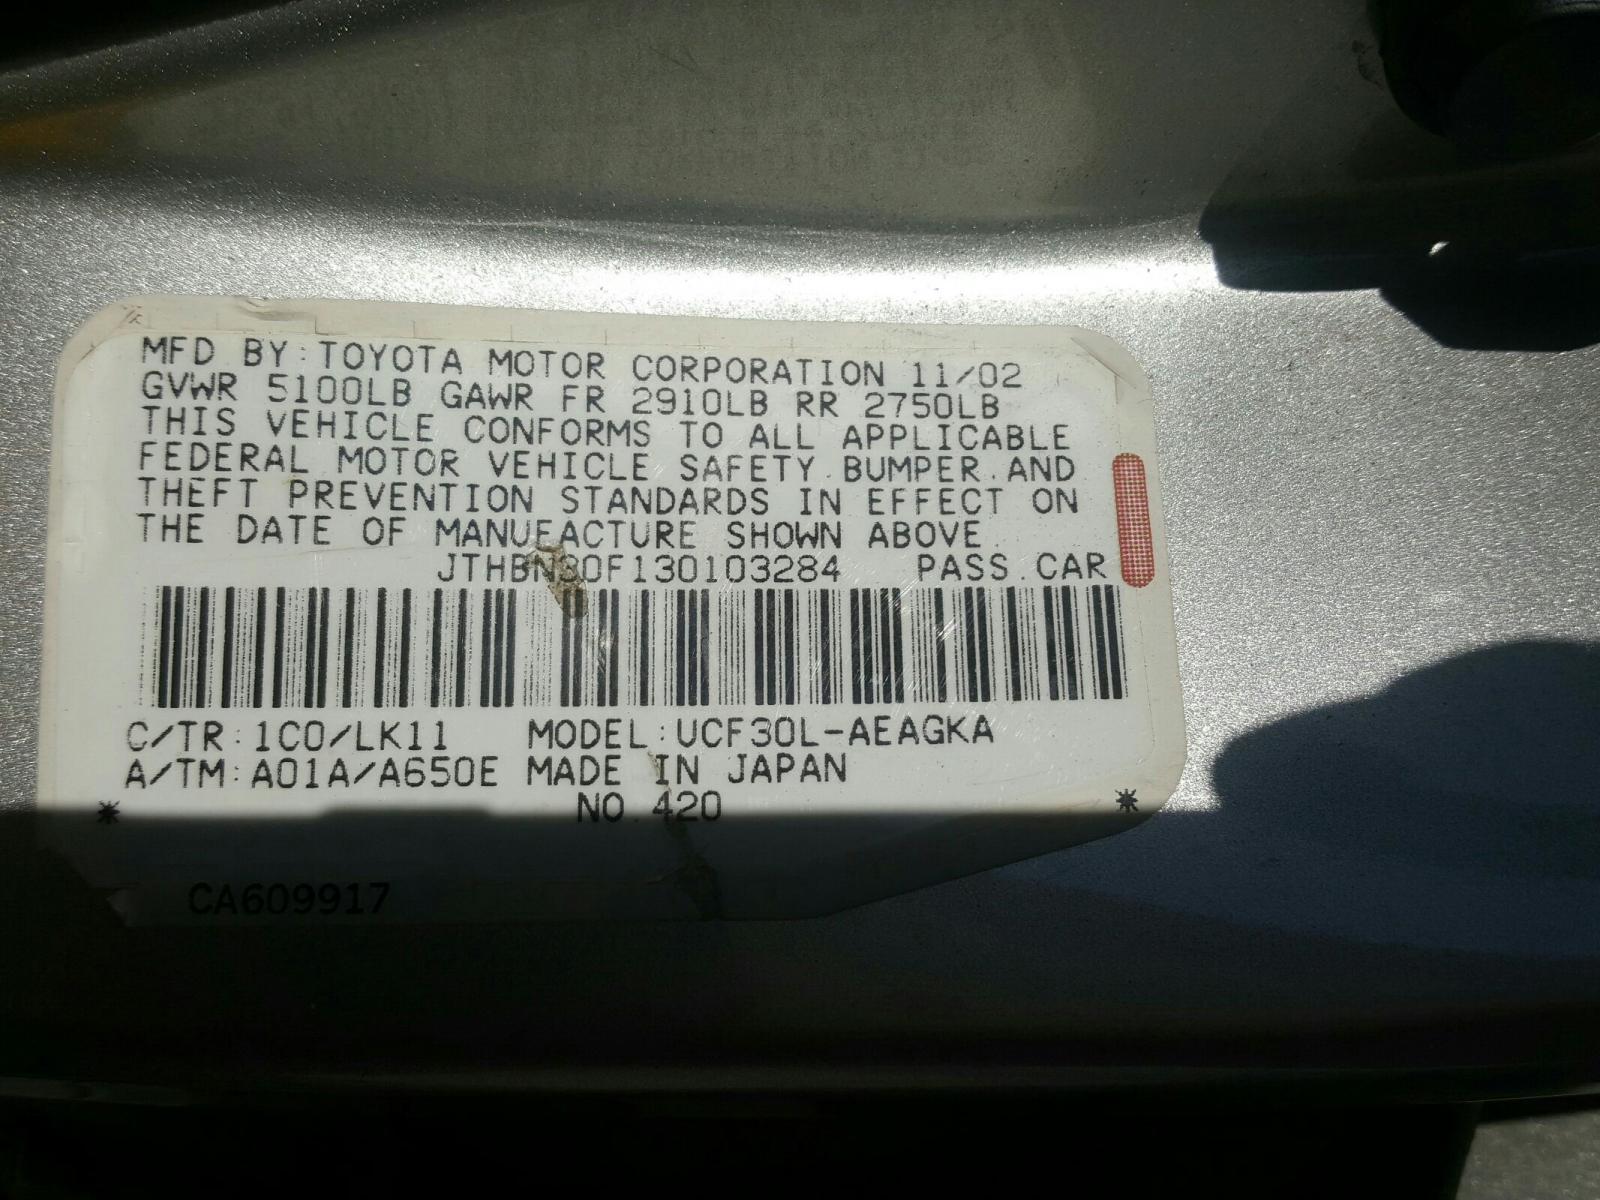 MFD BY:TOYOTA MOTOR CORPORATION 11/02
GVWR 5100LB GAWR FR 2910LB RR 2750LB
THIS VEHICLE CONFORMS TO ALL APPLICABLE
FEDERAL MOTOR VEHICLE SAFETY.BUMPER.AND
THEFT PREVENTION STANDARDS IN EFFECT ON
THE DATE OF MANUFACTURE SHOWN ABOVE.
JTHBN30F130103284 PASS.CAR
C/TR:1C0/LK11 MODEL:UCF30L-AEAGKA
A/TM:A01A/A650E MADE IN JAPAN
* NO.420 *
CA609917